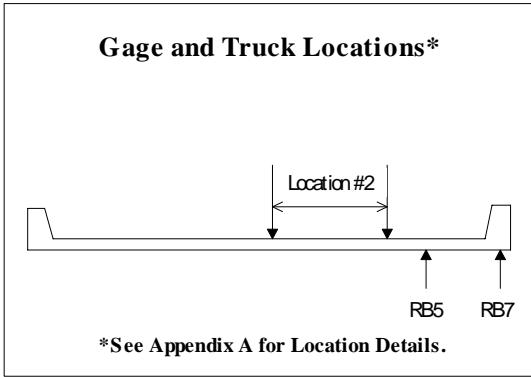 Gage and Truck Locations*
Location #2
RB5 RB7
*See Appendix A for Location Details.